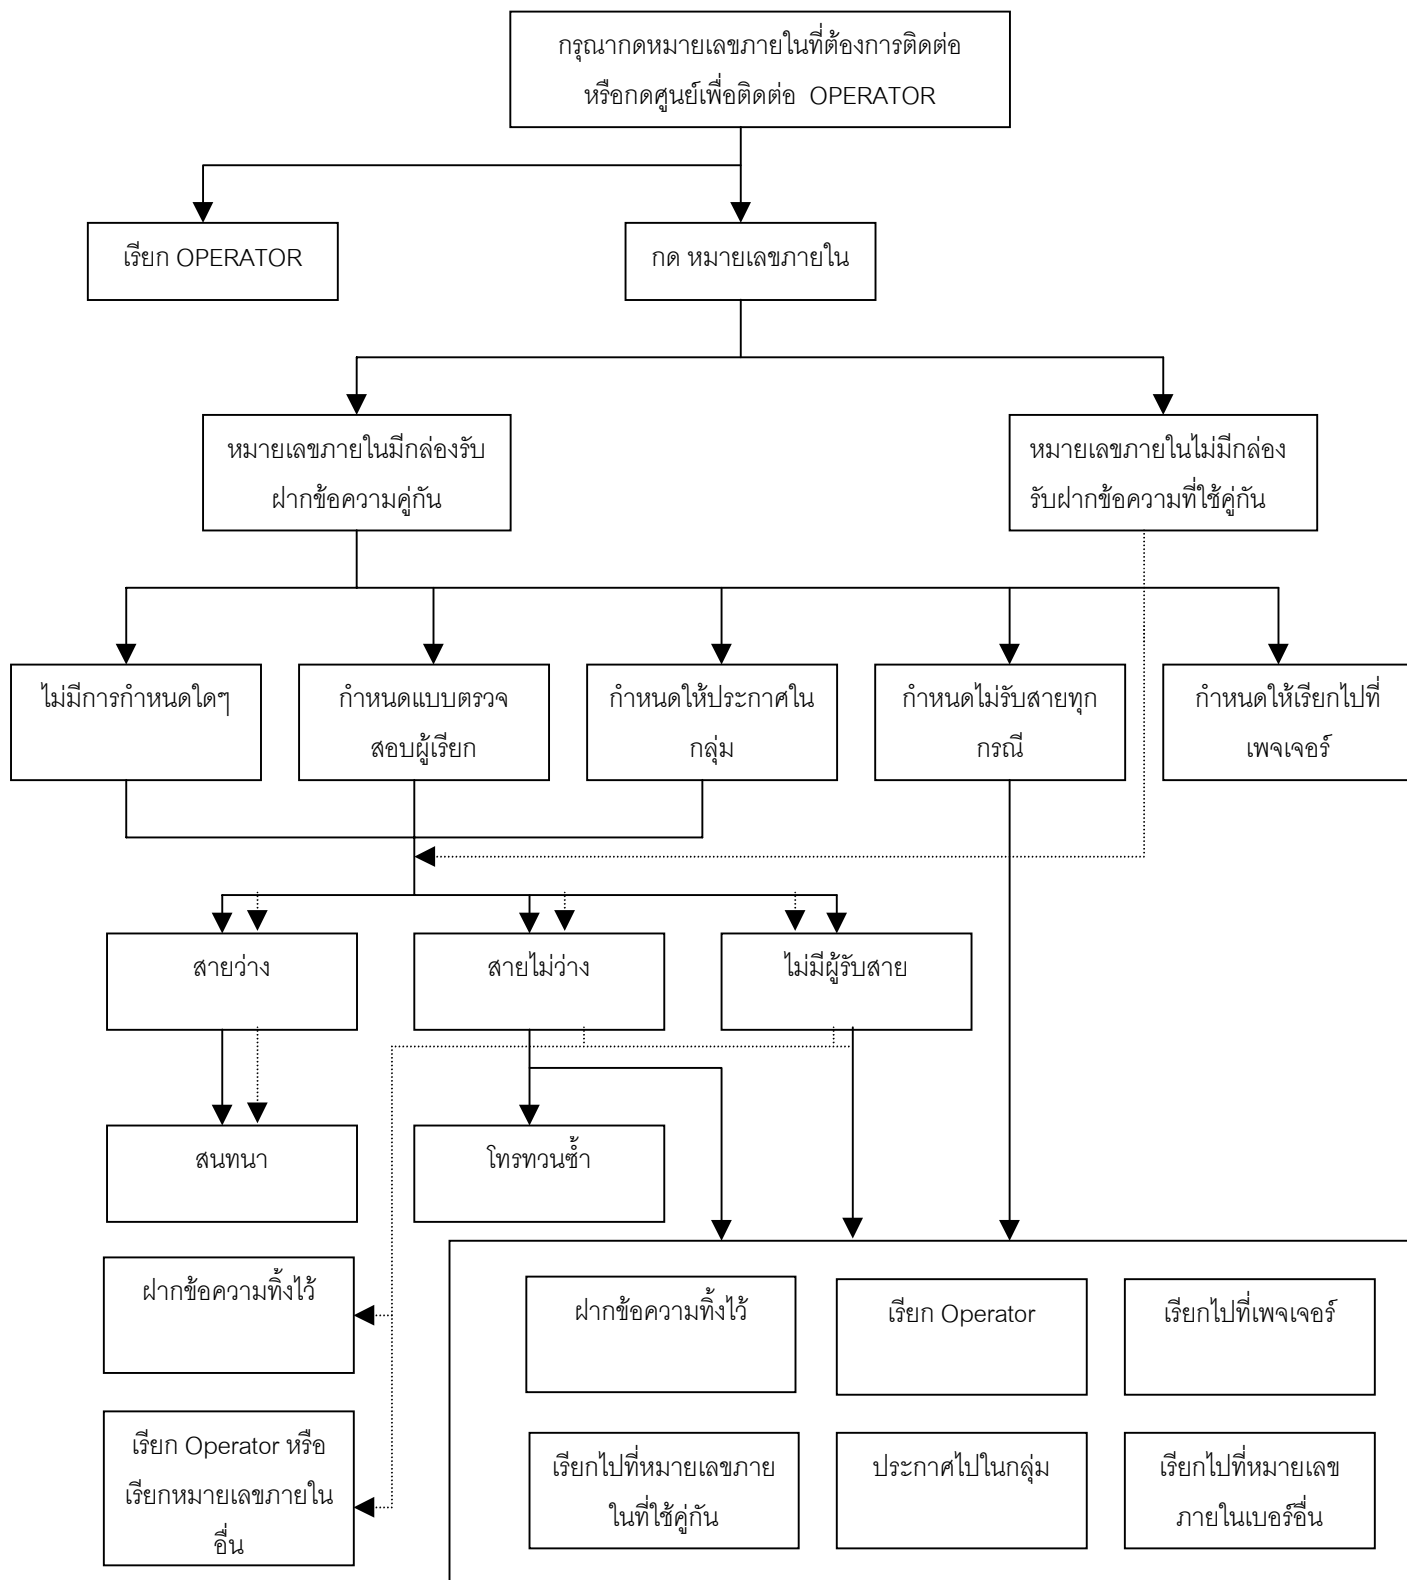 กรุณากดหมายเลขภายในที่ต้องการติดต่อ
หรือกดศูนย์เพื่อติดต่อ OPERATOR
เรียก OPERATOR
กด หมายเลขภายใน
หมายเลขภายในมีกล่องรับ
ฝากข้อความคู่กัน
หมายเลขภายในไม่มีกล่อง
รับฝากข้อความที่ใช้คู่กัน
ไม่มีการกำหนดใดๆ
กำหนดแบบตรวจ
สอบผู้เรียก
กำหนดให้ประกาศใน
กลุ่ม
กำหนดไม่รับสายทุก
กรณี
กำหนดให้เรียกไปที่
เพจเจอร์
สายว่าง
สายไม่ว่าง
ไม่มีผู้รับสาย
สนทนา
โทรทวนซ้ำ
ฝากข้อความทิ้งไว้
เรียก Operator หรือ
เรียกหมายเลขภายใน
อื่น
ฝากข้อความทิ้งไว้
เรียก Operator
เรียกไปที่เพจเจอร์
เรียกไปที่หมายเลขภาย
ในที่ใช้คู่กัน
ประกาศไปในกลุ่ม
เรียกไปที่หมายเลข
ภายในเบอร์อื่น